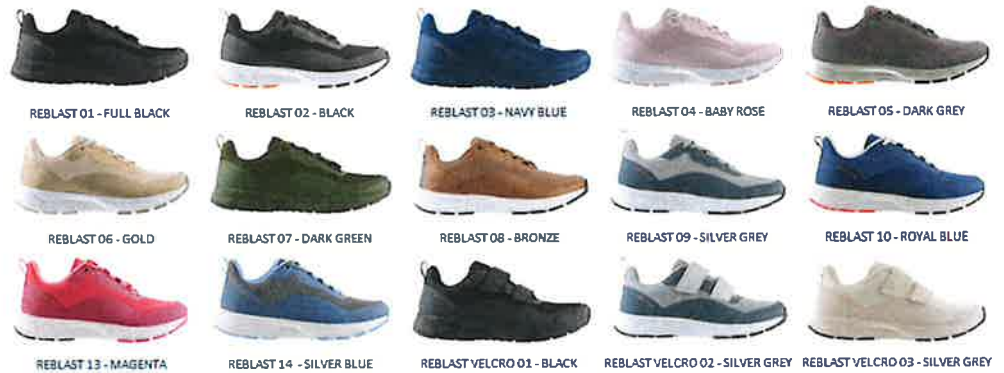 REBLAST 01 - FULL BLACK
REBLAST 02 - BLACK
REBLAST 03 - NAVY BLUE
REBLAST 04 - BABY ROSE
REBLAST 05 - DARK GREY
REBLAST 06 - GOLD
REBLAST 07 - DARK GREEN
REBLAST 08 - BRONZE
REBLAST 09 - SILVER GREY
REBLAST 10 - ROYAL BLUE
REBLAST 13 - MAGENTA
REBLAST 14 - SILVER BLUE
REBLAST VELCRO 01 - BLACK
REBLAST VELCRO 02 - SILVER GREY
REBLAST VELCRO 03 - SILVER GREY